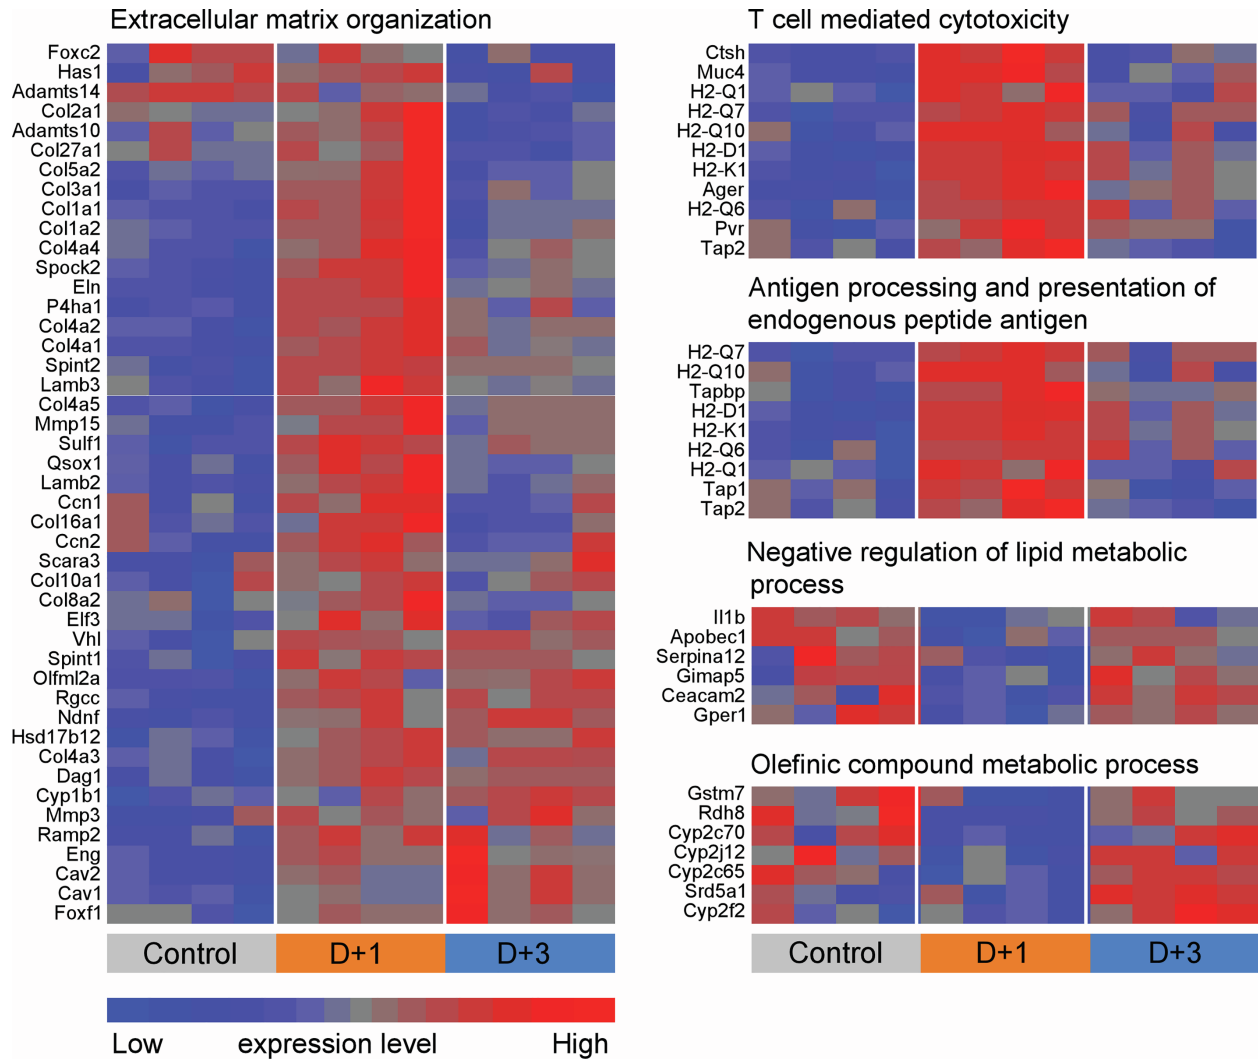 Extracellular matrix organization
Foxc2
Has1
Adamts14
Col2a1
Adamts10
Col27a1
Col5a2
Col3a1
Col1a1
Col1a2
Col4a4
Spock2
Eln
P4ha1
Col4a2
Col4a1
Spint2
Lamb3
Col4a5
Mmp15
Sulf1
Qsox1
Lamb2
Ccn1
Col16a1
Ccn2
Scara3
Col10a1
Col8a2
Elf3
Vhl
Spint1
Olfml2a
Rgcc
Ndnf
Hsd17b12
Col4a3
Dag1
Cyp1b1
Mmp3
Ramp2
Eng
Cav2
Cav1
Foxf1
Control D+1 D+3
Low expression level High
T cell mediated cytotoxicity
Ctsh
Muc4
H2-Q1
H2-Q7
H2-Q10
H2-D1
H2-K1
Ager
H2-Q6
Pvr
Tap2
Antigen processing and presentation of
endogenous peptide antigen
H2-Q7
H2-Q10
Tapbp
H2-D1
H2-K1
H2-Q6
H2-Q1
Tap1
Tap2
Negative regulation of lipid metabolic
process
Il1b
Apobec1
Serpina12
Gimap5
Ceacam2
Gper1
Olefinic compound metabolic process
Gstm7
Rdh8
Cyp2c70
Cyp2j12
Cyp2c65
Srd5a1
Cyp2f2
Control D+1 D+3